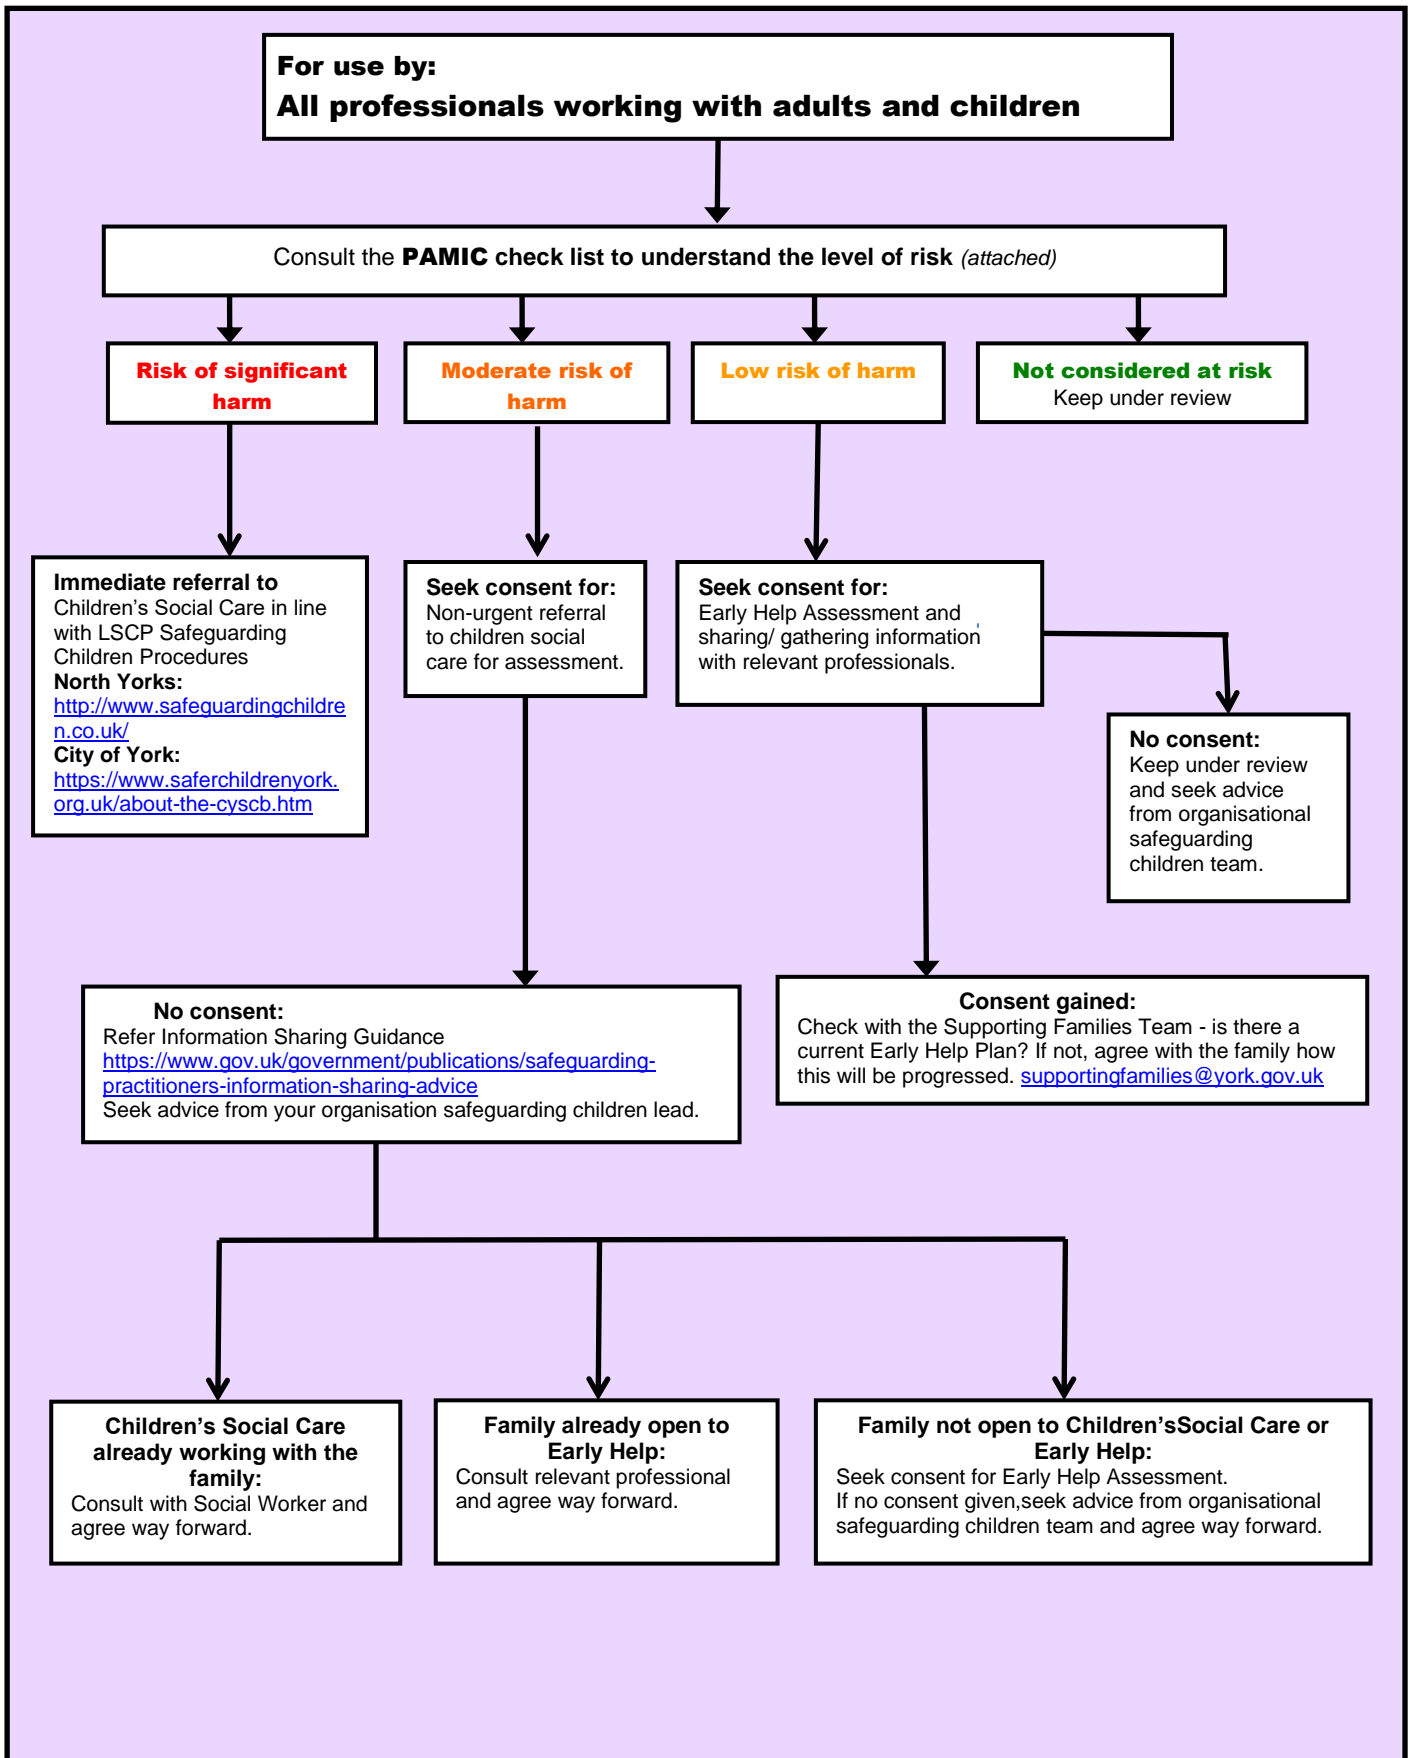 For use by:
All professionals working with adults and children
Consult the PAMIC check list to understand the level of risk (attached)
Risk of significant
harm
Moderate risk of
harm
Low risk of harm
Not considered at risk
Keep under review
Immediate referral to
Children's Social Care in line
with LSCP Safeguarding
Children Procedures
North Yorks:
http://www.safeguardingchildre
n.co.uk/
City of York:
https://www.saferchildrenyork.
org.uk/about-the-cyscb.htm
Seek consent for:
Non-urgent referral
to children social
care for assessment.
Seek consent for:
Early Help Assessment and
sharing/ gathering information
with relevant professionals.
No consent:
Keep under review
and seek advice
from organisational
safeguarding
children team.
No consent:
Refer Information Sharing Guidance
https://www.gov.uk/government/publications/safeguarding-
practitioners-information-sharing-advice
Seek advice from your organisation safeguarding children lead.
Consent gained:
Check with the Supporting Families Team - is there a
current Early Help Plan? If not, agree with the family how
this will be progressed. supportingfamilies@york.gov.uk
Children's Social Care
already working with the
family:
Consult with Social Worker and
agree way forward.
Family already open to
Early Help:
Consult relevant professional
and agree way forward.
Family not open to Children'sSocial Care or
Early Help:
Seek consent for Early Help Assessment.
If no consent given,seek advice from organisational
safeguarding children team and agree way forward.